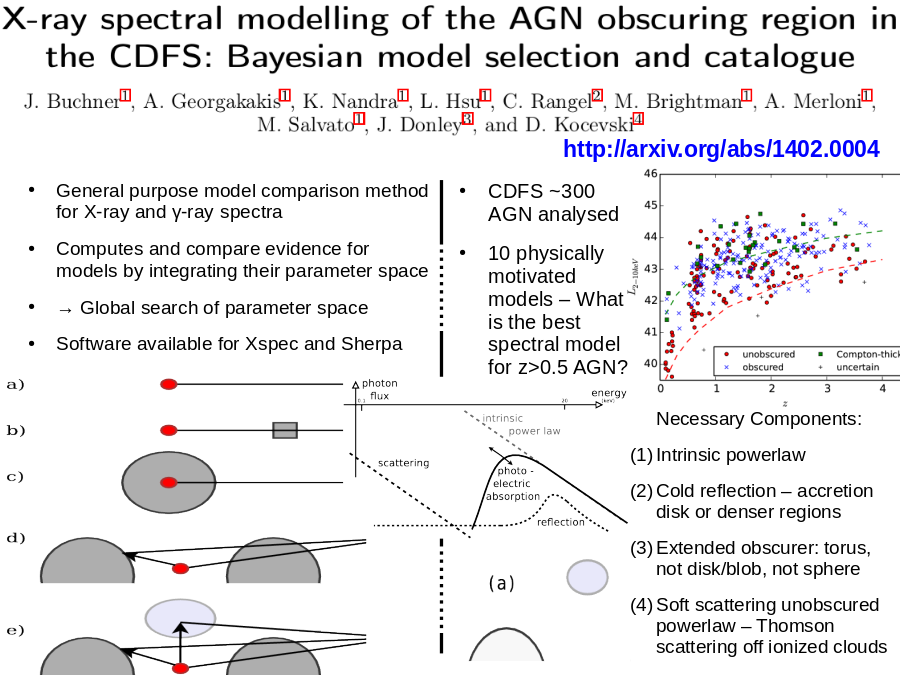 X-ray spectral modelling of the AGN obscuring region in
the CDFS: Bayesian model selection and catalogue
J. Buchner1, A. Georgakakis1, K. Nandra1, L. Hsu1, C. Rangel2, M. Brightman1, A. Merloni1,
M. Salvato1, J. Donley3, and D. Kocevski4
http://arxiv.org/abs/1402.0004
• General purpose model comparison method
for X-ray and γ-ray spectra
• Computes and compare evidence for
models by integrating their parameter space
• → Global search of parameter space
• Software available for Xspec and Sherpa
• CDFS ~300
AGN analysed
• 10 physically
motivated
models – What
is the best
spectral model
for z>0.5 AGN?
46
45
44
43
42
41
40
L2−10keV
unobscured
obscured
Compton-thick
uncertain
0 1 2 3 4
z
a)
b)
c)
d)
e)
photon
flux
energy
(keV)
0.1
20
intrinsic
power law
scattering
photo -
electric
absorption
reflection
(a)
Necessary Components:
(1) Intrinsic powerlaw
(2) Cold reflection – accretion
disk or denser regions
(3) Extended obscurer: torus,
not disk/blob, not sphere
(4) Soft scattering unobscured
powerlaw – Thomson
scattering off ionized clouds